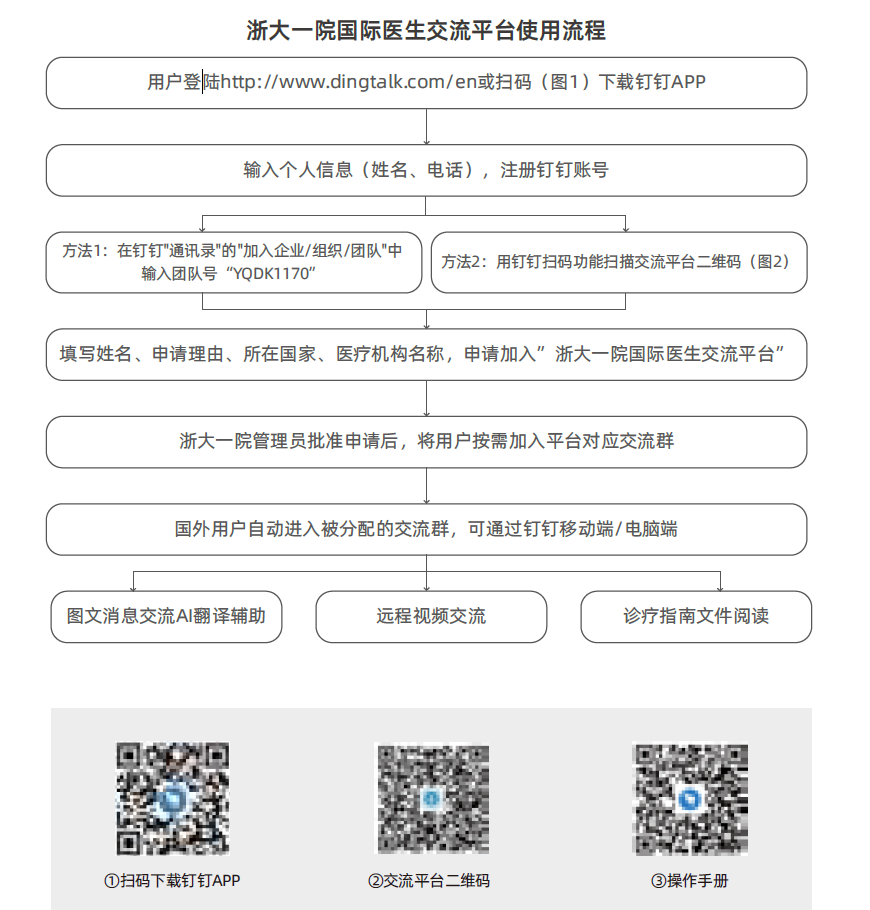 浙大一院国际医生交流平台使用流程
用户登陆http://www.dingtalk.com/en或扫码（图1）下载钉钉APP
输入个人信息（姓名、电话），注册钉钉账号
方法1：在钉钉"通讯录"的"加入企业/组织/团队"中
输入团队号“YQDK1170”
方法2：用钉钉扫码功能扫描交流平台二维码（图2）
填写姓名、申请理由、所在国家、医疗机构名称，申请加入”浙大一院国际医生交流平台”
浙大一院管理员批准申请后，将用户按需加入平台对应交流群
国外用户自动进入被分配的交流群，可通过钉钉移动端/电脑端
图文消息交流AI翻译辅助
远程视频交流
诊疗指南文件阅读
①扫码下载钉钉APP
②交流平台二维码
③操作手册